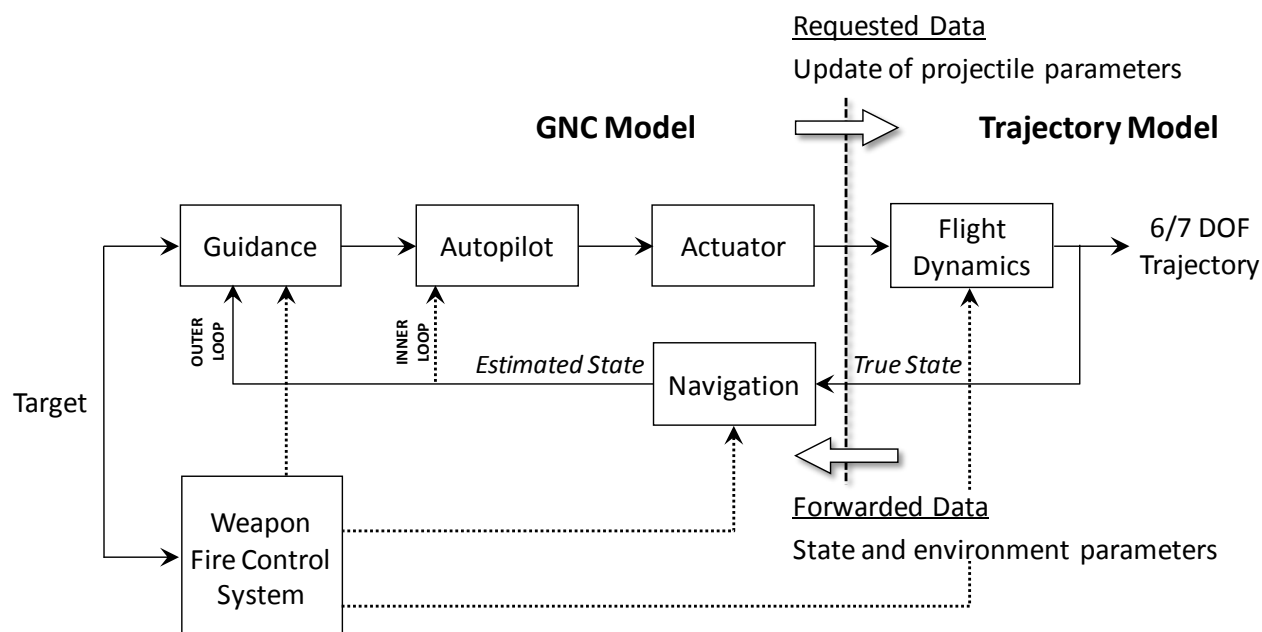 Requested Data
Update of projectile parameters
GNC Model
Trajectory Model
Guidance
Autopilot
Actuator
Flight
Dynamics
6/7 DOF
Trajectory
OUTER
LOOP
INNER
LOOP
Estimated State
Navigation
True State
Target
Weapon
Fire Control
System
Forwarded Data
State and environment parameters